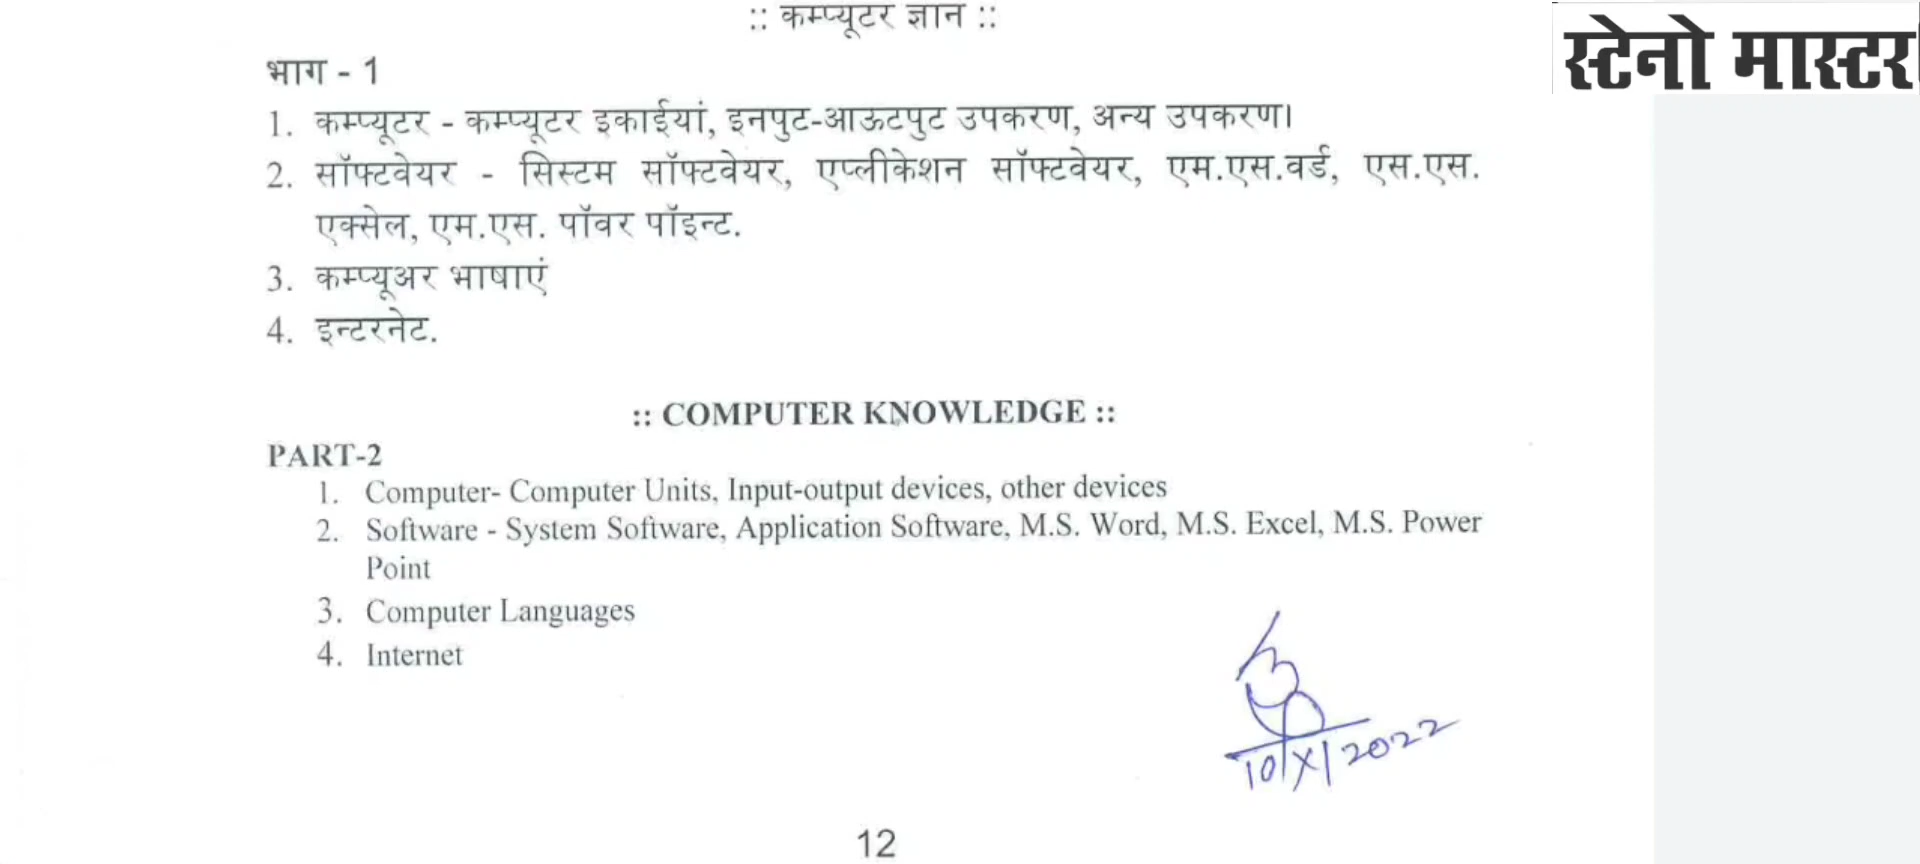 :: कम्प्यूटर ज्ञान ::
स्टेनो मास्टर
भाग - 1
1. कम्प्यूटर - कम्प्यूटर इकाईयां, इनपुट-आऊटपुट उपकरण, अन्य उपकरण।
2. सॉफ्टवेयर - सिस्टम सॉफ्टवेयर, एप्लीकेशन सॉफ्टवेयर, एम.एस.वर्ड, एस.एस.
एक्सेल, एम.एस. पॉवर पॉइन्ट.
3. कम्प्यूअर भाषाएं
4. इन्टरनेट.
:: COMPUTER KNOWLEDGE ::
PART-2
1. Computer- Computer Units, Input-output devices, other devices
2. Software - System Software, Application Software, M.S. Word, M.S. Excel, M.S. Power
Point
3. Computer Languages
4. Internet
10/X/2022
12